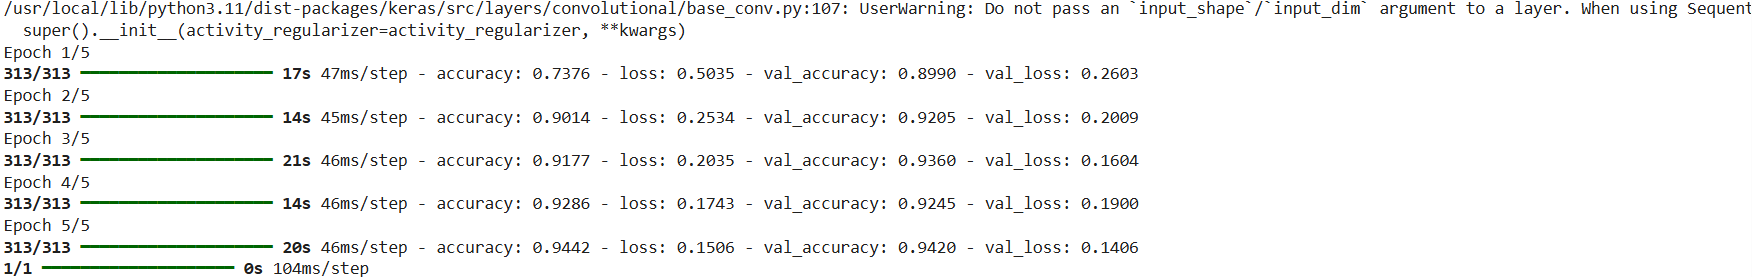 /usr/local/lib/python3.11/dist-packages/keras/src/layers/convolutional/base_conv.py:107: UserWarning: Do not pass an `input_shape`/`input_dim` argument to a layer. When using Sequent
super().__init__(activity_regularizer=activity_regularizer, **kwargs)
Epoch 1/5
313/313 17s 47ms/step - accuracy: 0.7376 - loss: 0.5035 - val_accuracy: 0.8990 - val_loss: 0.2603
Epoch 2/5
313/313 14s 45ms/step - accuracy: 0.9014 - loss: 0.2534 - val_accuracy: 0.9205 - val_loss: 0.2009
Epoch 3/5
313/313 21s 46ms/step - accuracy: 0.9177 - loss: 0.2035 - val_accuracy: 0.9360 - val_loss: 0.1604
Epoch 4/5
313/313 14s 46ms/step - accuracy: 0.9286 - loss: 0.1743 - val_accuracy: 0.9245 - val_loss: 0.1900
Epoch 5/5
313/313 20s 46ms/step - accuracy: 0.9442 - loss: 0.1506 - val_accuracy: 0.9420 - val_loss: 0.1406
1/1 0s 104ms/step